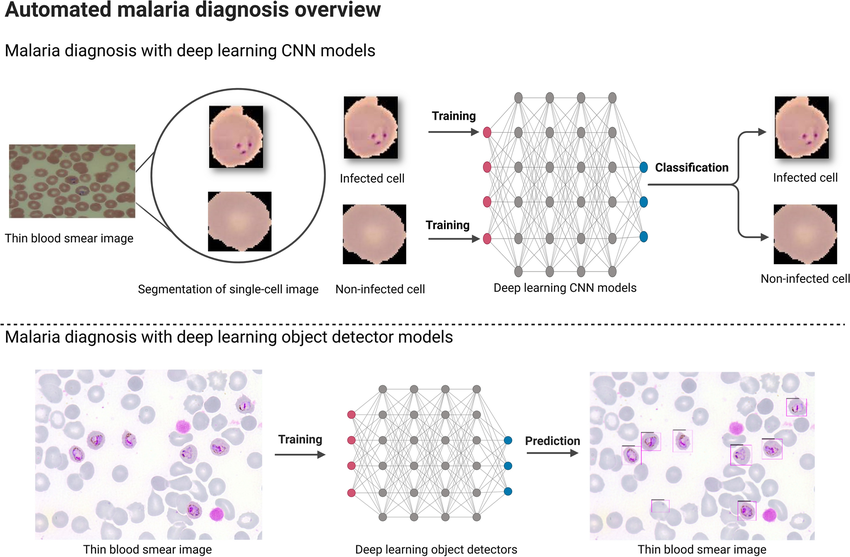 Automated malaria diagnosis overview
Malaria diagnosis with deep learning CNN models
Thin blood smear image
Segmentation of single-cell image
Infected cell
Non-infected cell
Training
Training
Deep learning CNN models
Classification
Infected cell
Non-infected cell
Malaria diagnosis with deep learning object detector models
Thin blood smear image
Training
Deep learning object detectors
Prediction
Thin blood smear image